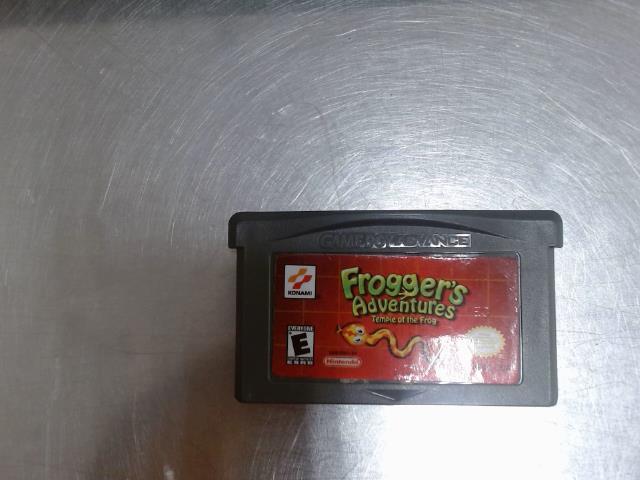 GAME BOY ADVANCE
KONAMI
Frogger's
Adventures
Temple of the Frog
EVERYONE
E
Nintendo